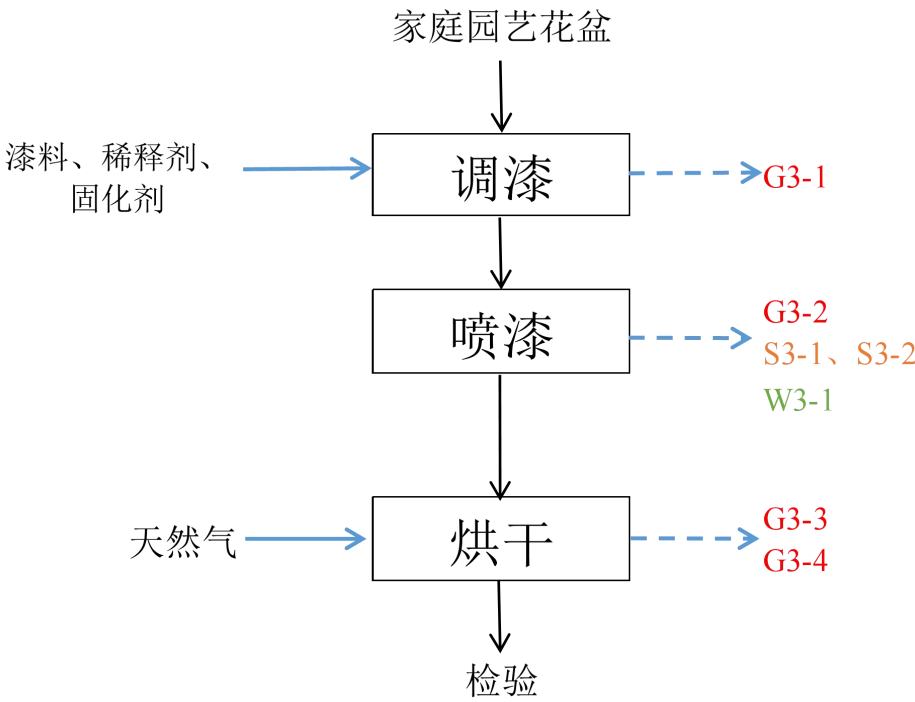 家庭园艺花盆
漆料、稀释剂、
固化剂
调漆
G3-1
喷漆
G3-2
S3-1、S3-2
W3-1
天然气
烘干
G3-3
G3-4
检验